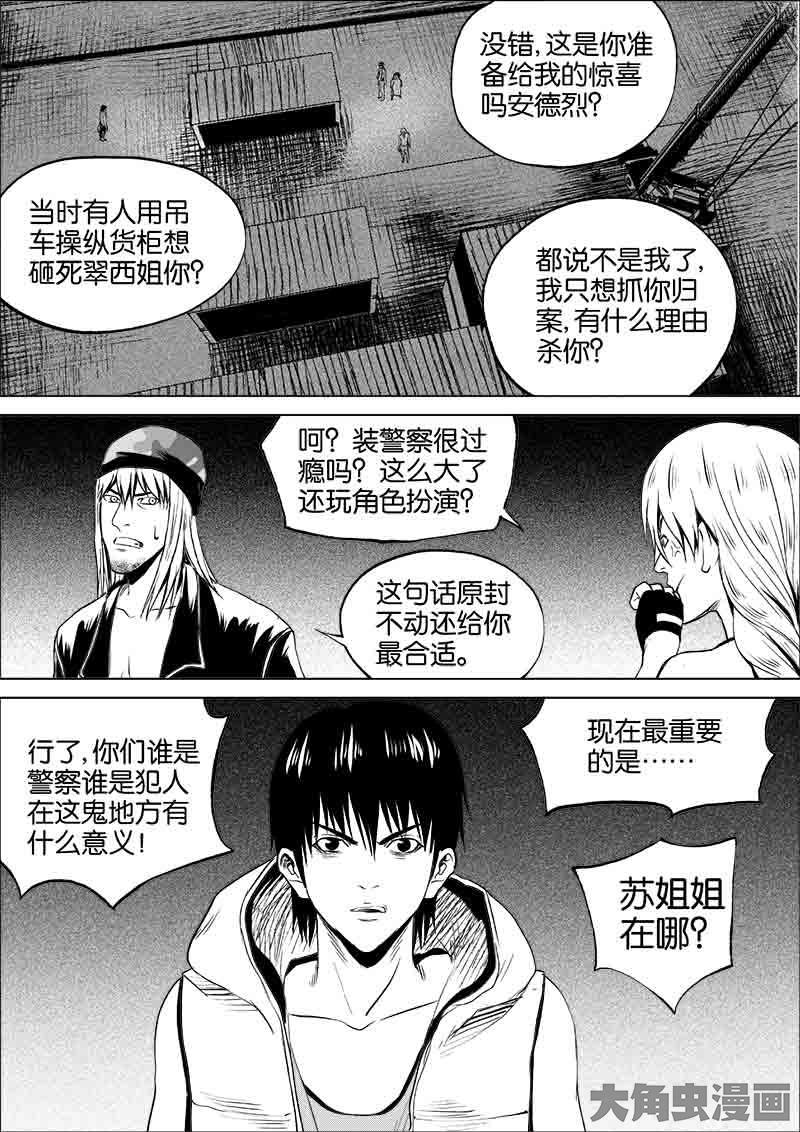 当时有人用吊
车操纵货柜想
砸死翠西姐你？
没错，这是你准
备给我的惊喜
吗安德烈？
都说不是我了，
我只想抓你归
案，有什么理由
杀你？
呵？装警察很过
瘾吗？这么大了
还玩角色扮演？
这句话原封
不动还给你
最合适。
行了，你们谁是
警察谁是犯人
在这鬼地方有
什么意义！
现在最重要
的是……
苏姐姐
在哪？
大角虫漫画